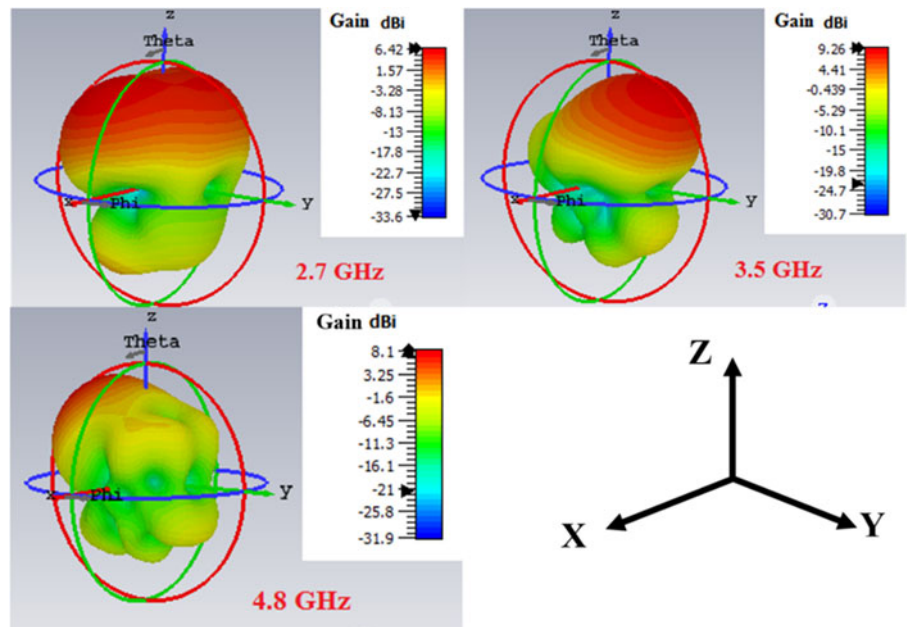 z
Theta
x
Phi
y
2.7 GHz
Gain dBi
6.42
1.57
-3.28
-8.13
-13
-17.8
-22.7
-27.5
-33.6
z
Theta
x
Phi
y
3.5 GHz
Gain dBi
9.26
4.41
-0.439
-5.29
-10.1
-15
-19.8
-24.7
-30.7
z
z
Theta
x
Phi
y
4.8 GHz
Gain dBi
8.1
3.25
-1.6
-6.45
-11.3
-16.1
-21
-25.8
-31.9
Z
X
Y